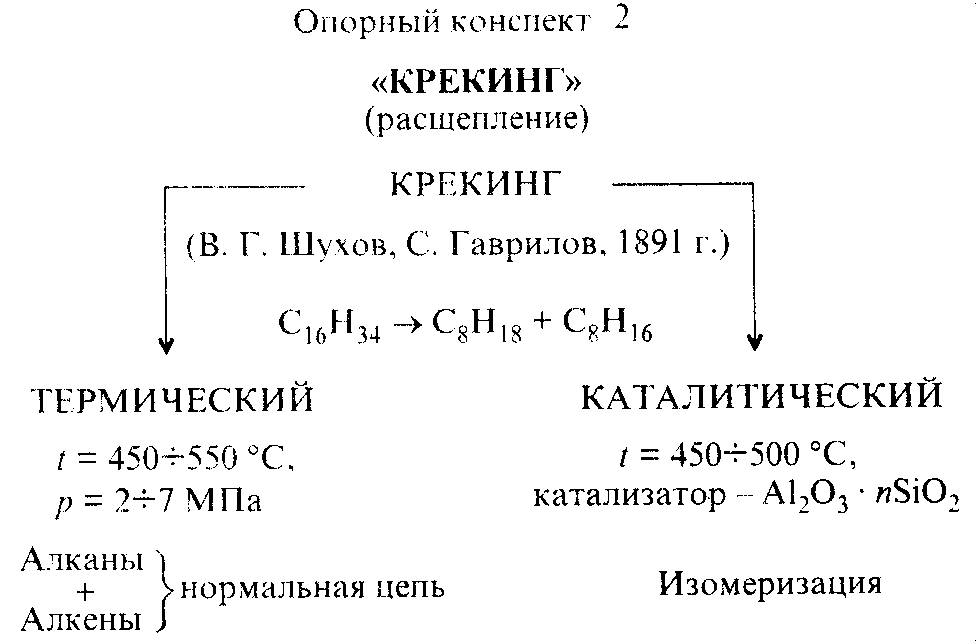 Опорный конспект 2
«КРЕКИНГ»
(расщепление)
КРЕКИНГ
(В. Г. Шухов, С. Гаврилов, 1891 г.)
C₁₆H₃₄ → C₈H₁₈ + C₈H₁₆
ТЕРМИЧЕСКИЙ
t = 450÷550 °C,
p = 2÷7 МПа
Алканы
+
Алкены
} нормальная цепь
КАТАЛИТИЧЕСКИЙ
t = 450÷500 °C,
катализатор – Al₂O₃ · nSiO₂
Изомеризация